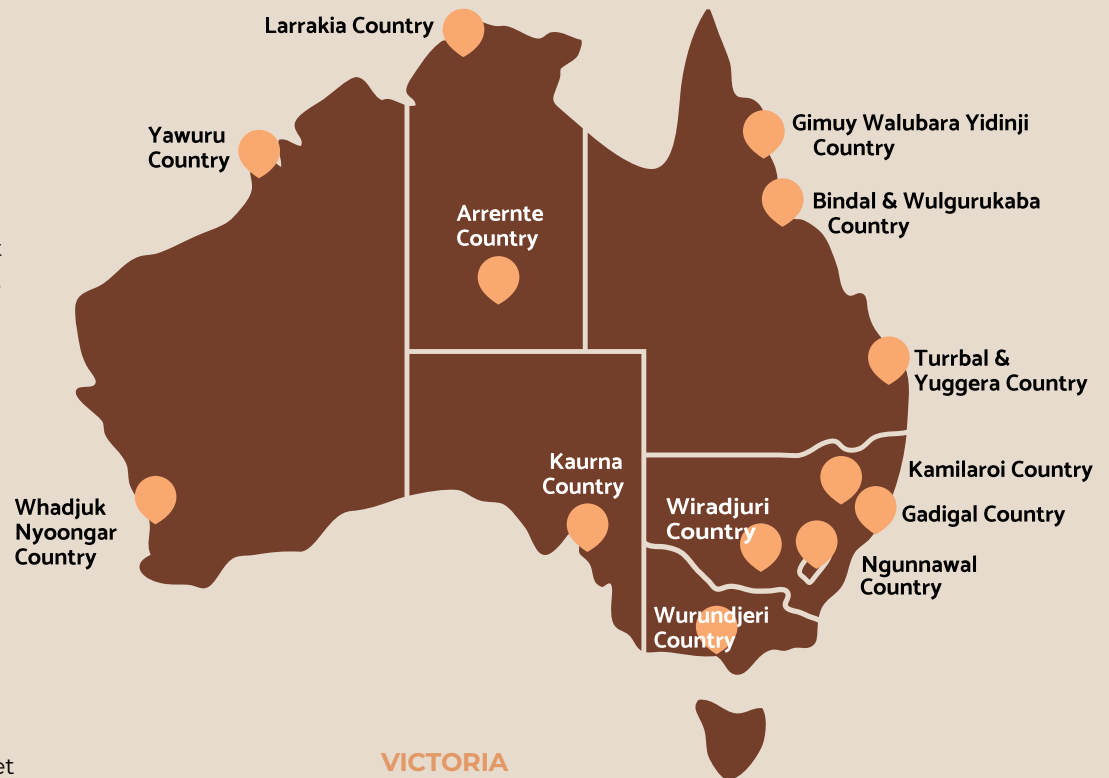 Larrakia Country
Yawuru
Country
Gimuy Walubara Yidinji
Country
Arrernte
Country
Bindal & Wulgurukaba
Country
Turrbal &
Yuggera Country
Kaurna
Country
Kamilaroi Country
Whadjuk
Nyoongar
Country
Wiradjuri
Country
Gadigal Country
Ngunnawal
Country
Wurundjeri
Country
VICTORIA
et